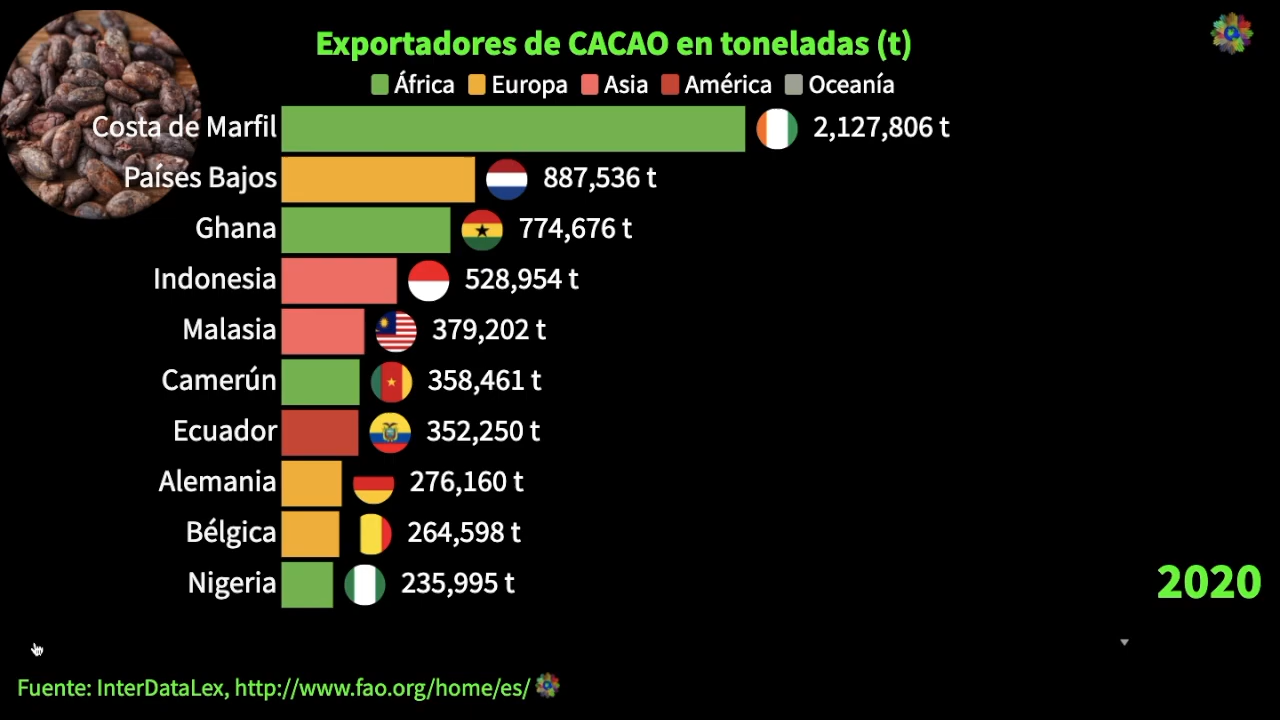 Exportadores de CACAO en toneladas (t)
África Europa Asia América Oceanía
Costa de Marfil 2,127,806 t
Países Bajos 887,536 t
Ghana 774,676 t
Indonesia 528,954 t
Malasia 379,202 t
Camerún 358,461 t
Ecuador 352,250 t
Alemania 276,160 t
Bélgica 264,598 t
Nigeria 235,995 t
2020
Fuente: InterDataLex, http://www.fao.org/home/es/